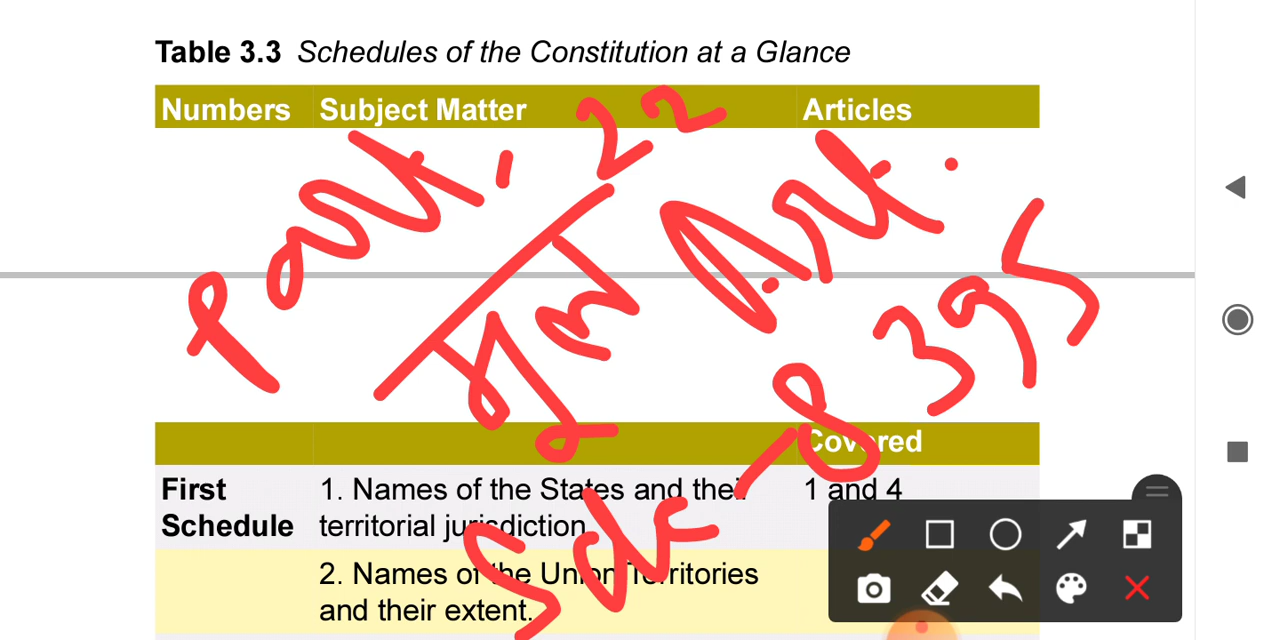 Table 3.3 Schedules of the Constitution at a Glance
Numbers Subject Matter Articles
Part, 22
मूल Art.
395
Covered
First Schedule 1. Names of the States and their territorial jurisdiction 1 and 4
Sch - 8
2. Names of the Union Territories
and their extent.